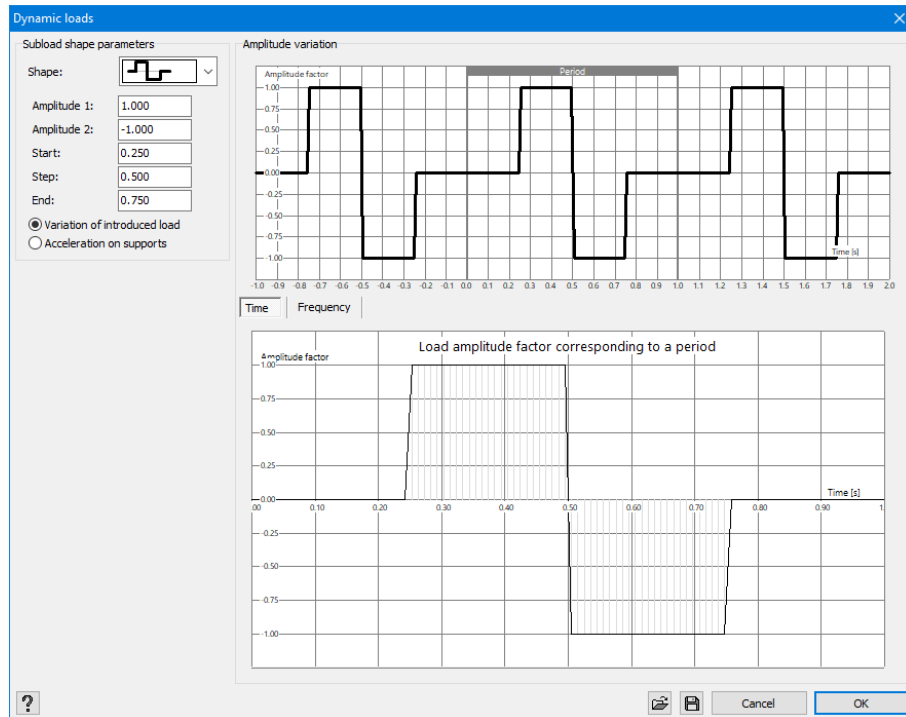 Dynamic loads
Subload shape parameters
Shape:
Amplitude 1: 1.000
Amplitude 2: -1.000
Start: 0.250
Step: 0.500
End: 0.750
Variation of introduced load
Acceleration on supports
Amplitude variation
Amplitude factor
Period
1.00
0.75
0.50
0.25
0.00
-0.25
-0.50
-0.75
-1.00
Time [s]
-1.0 -0.9 -0.8 -0.7 -0.6 -0.5 -0.4 -0.3 -0.2 -0.1 0.0 0.1 0.2 0.3 0.4 0.5 0.6 0.7 0.8 0.9 1.0 1.1 1.2 1.3 1.4 1.5 1.6 1.7 1.8 1.9 2.0
Time Frequency
Load amplitude factor corresponding to a period
Amplitude factor
1.00
0.75
0.50
0.25
0.00
Time [s]
.00 0.10 0.20 0.30 0.40 0.50 0.60 0.70 0.80 0.90 1.
-0.25
-0.50
-0.75
-1.00
? Cancel OK